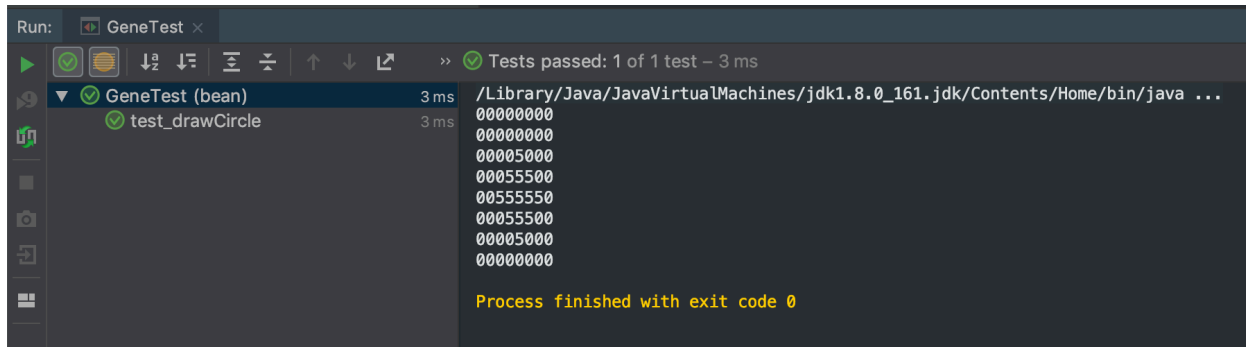 Run: GeneTest ×
» Tests passed: 1 of 1 test – 3 ms
GeneTest (bean) 3 ms
test_drawCircle 3 ms
/Library/Java/JavaVirtualMachines/jdk1.8.0_161.jdk/Contents/Home/bin/java ...
00000000
00000000
00005000
00055500
00555550
00055500
00005000
00000000
Process finished with exit code 0